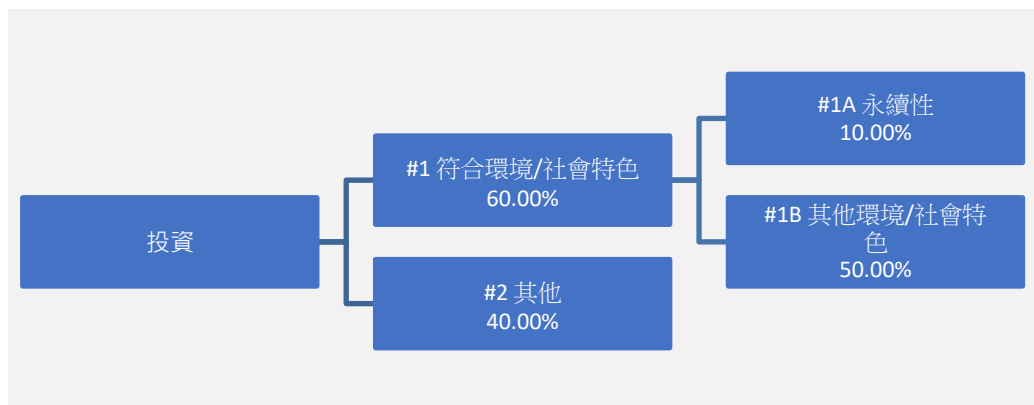 投資
#1 符合環境/社會特色
60.00%
#2 其他
40.00%
#1A 永續性
10.00%
#1B 其他環境/社會特
色
50.00%